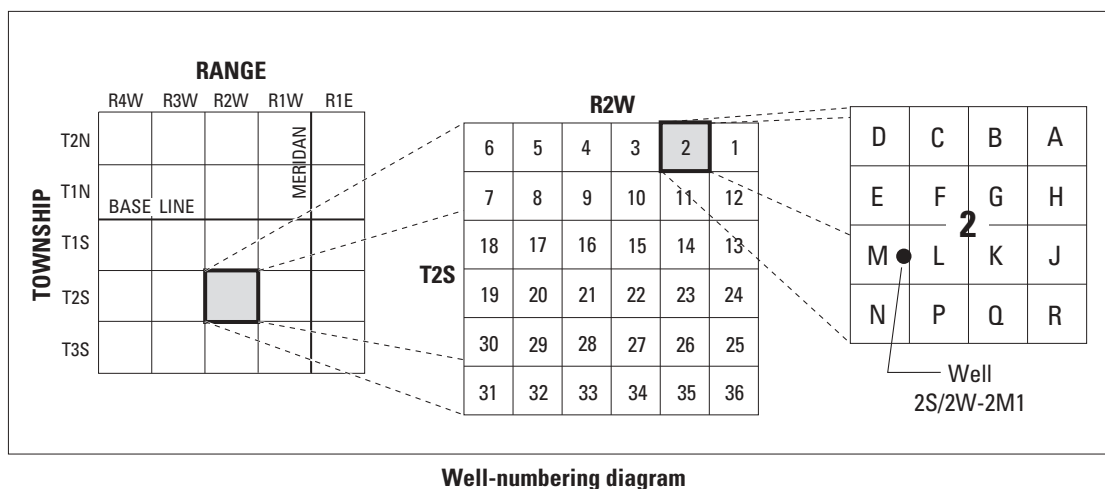 RANGE
R4W R3W R2W R1W R1E
TOWNSHIP
T2N
T1N
T1S
T2S
T3S
MERIDAN
BASE LINE
R2W
T2S
6 5 4 3 2 1
7 8 9 10 11 12
18 17 16 15 14 13
19 20 21 22 23 24
30 29 28 27 26 25
31 32 33 34 35 36
D C B A
E F G H
2
M L K J
N P Q R
Well
2S/2W-2M1
Well-numbering diagram